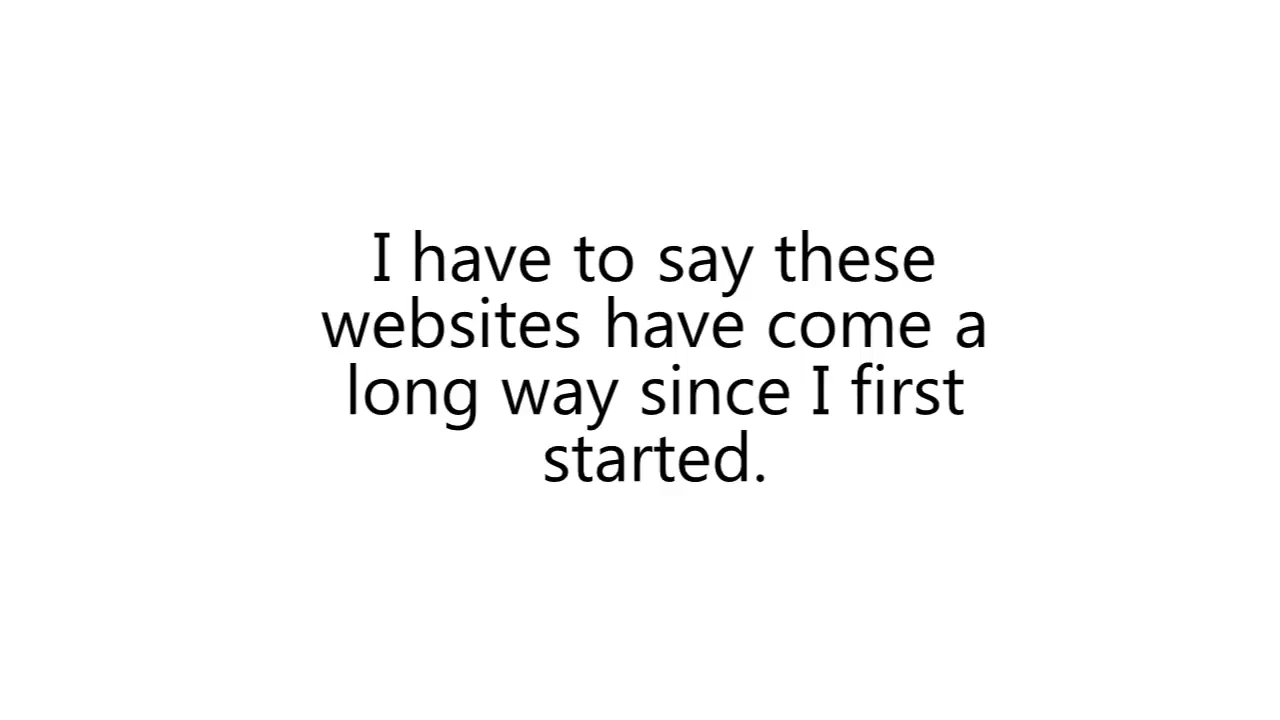 I have to say these
websites have come a
long way since I first
started.